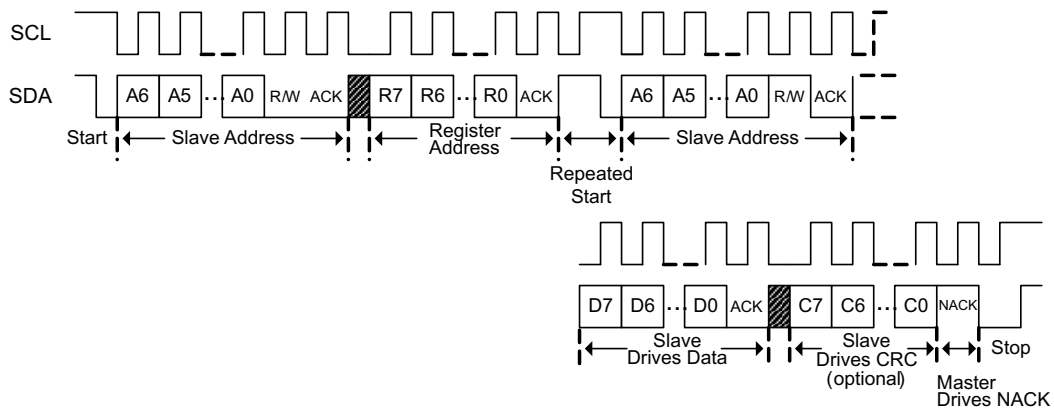 SCL
SDA
A6 A5 ... A0 R/W ACK R7 R6 ... R0 ACK A6 A5 ... A0 R/W ACK
Start
Slave Address
Register
Address
Repeated
Start
Slave Address
D7 D6 ... D0 ACK C7 C6 ... C0 NACK
Slave
Drives Data
Slave
Drives CRC
(optional)
Master
Drives NACK
Stop